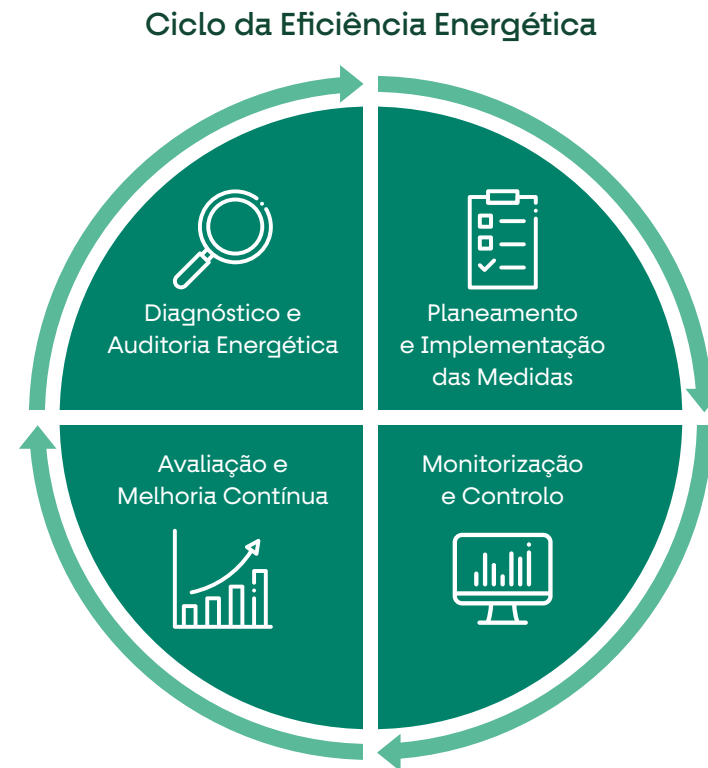 Ciclo da Eficiência Energética
Diagnóstico e
Auditoria Energética
Planeamento
e Implementação
das Medidas
Avaliação e
Melhoria Contínua
Monitorização
e Controlo